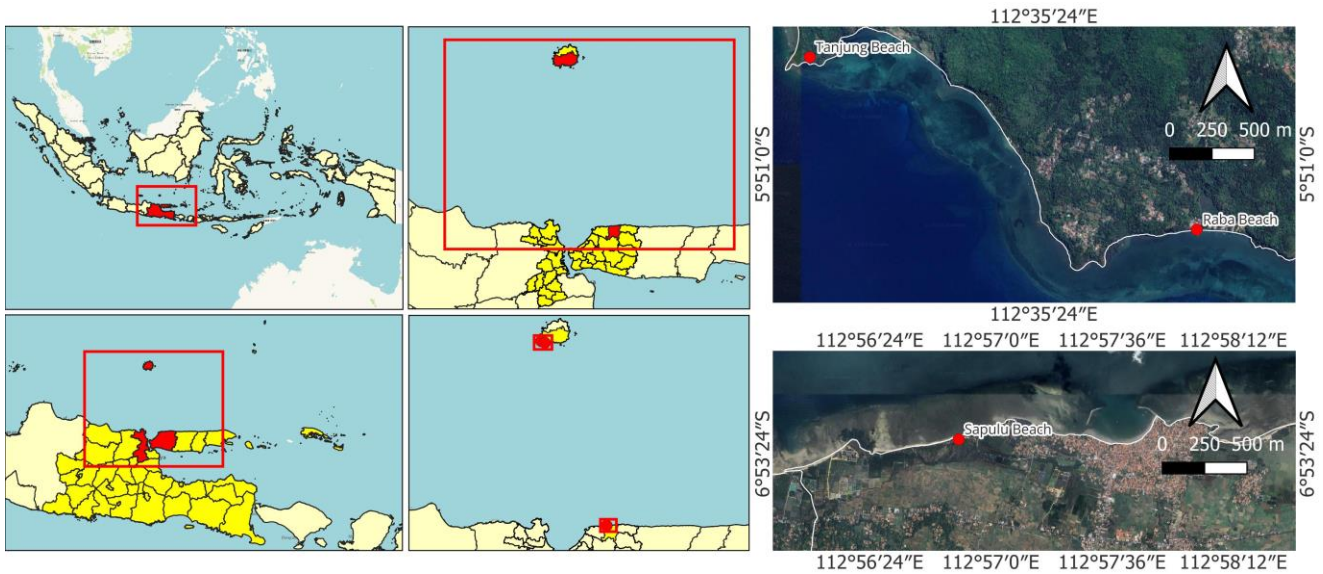 112°35′24″E
Tanjung Beach
0 250 500 m
5°51′0″S
5°51′0″S
Raba Beach
112°35′24″E
112°56′24″E 112°57′0″E 112°57′36″E 112°58′12″E
Sapulu Beach
0 250 500 m
6°53′24″S
6°53′24″S
112°56′24″E 112°57′0″E 112°57′36″E 112°58′12″E